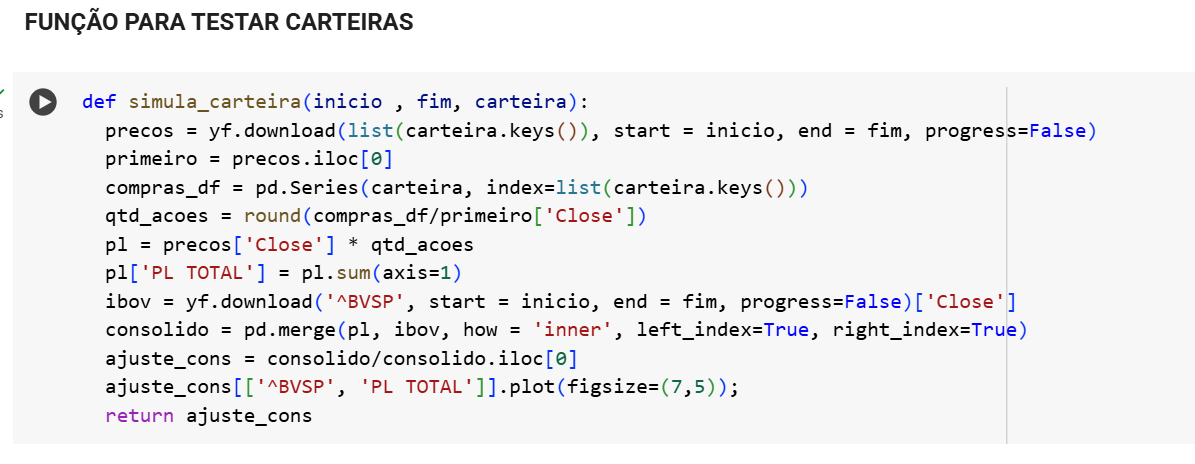 FUNÇÃO PARA TESTAR CARTEIRAS
def simula_carteira(inicio , fim, carteira):
  precos = yf.download(list(carteira.keys()), start = inicio, end = fim, progress=False)
  primeiro = precos.iloc[0]
  compras_df = pd.Series(carteira, index=list(carteira.keys()))
  qtd_acoes = round(compras_df/primeiro['Close'])
  pl = precos['Close'] * qtd_acoes
  pl['PL TOTAL'] = pl.sum(axis=1)
  ibov = yf.download('^BVSP', start = inicio, end = fim, progress=False)['Close']
  consolido = pd.merge(pl, ibov, how = 'inner', left_index=True, right_index=True)
  ajuste_cons = consolido/consolido.iloc[0]
  ajuste_cons[['^BVSP', 'PL TOTAL']].plot(figsize=(7,5));
  return ajuste_cons